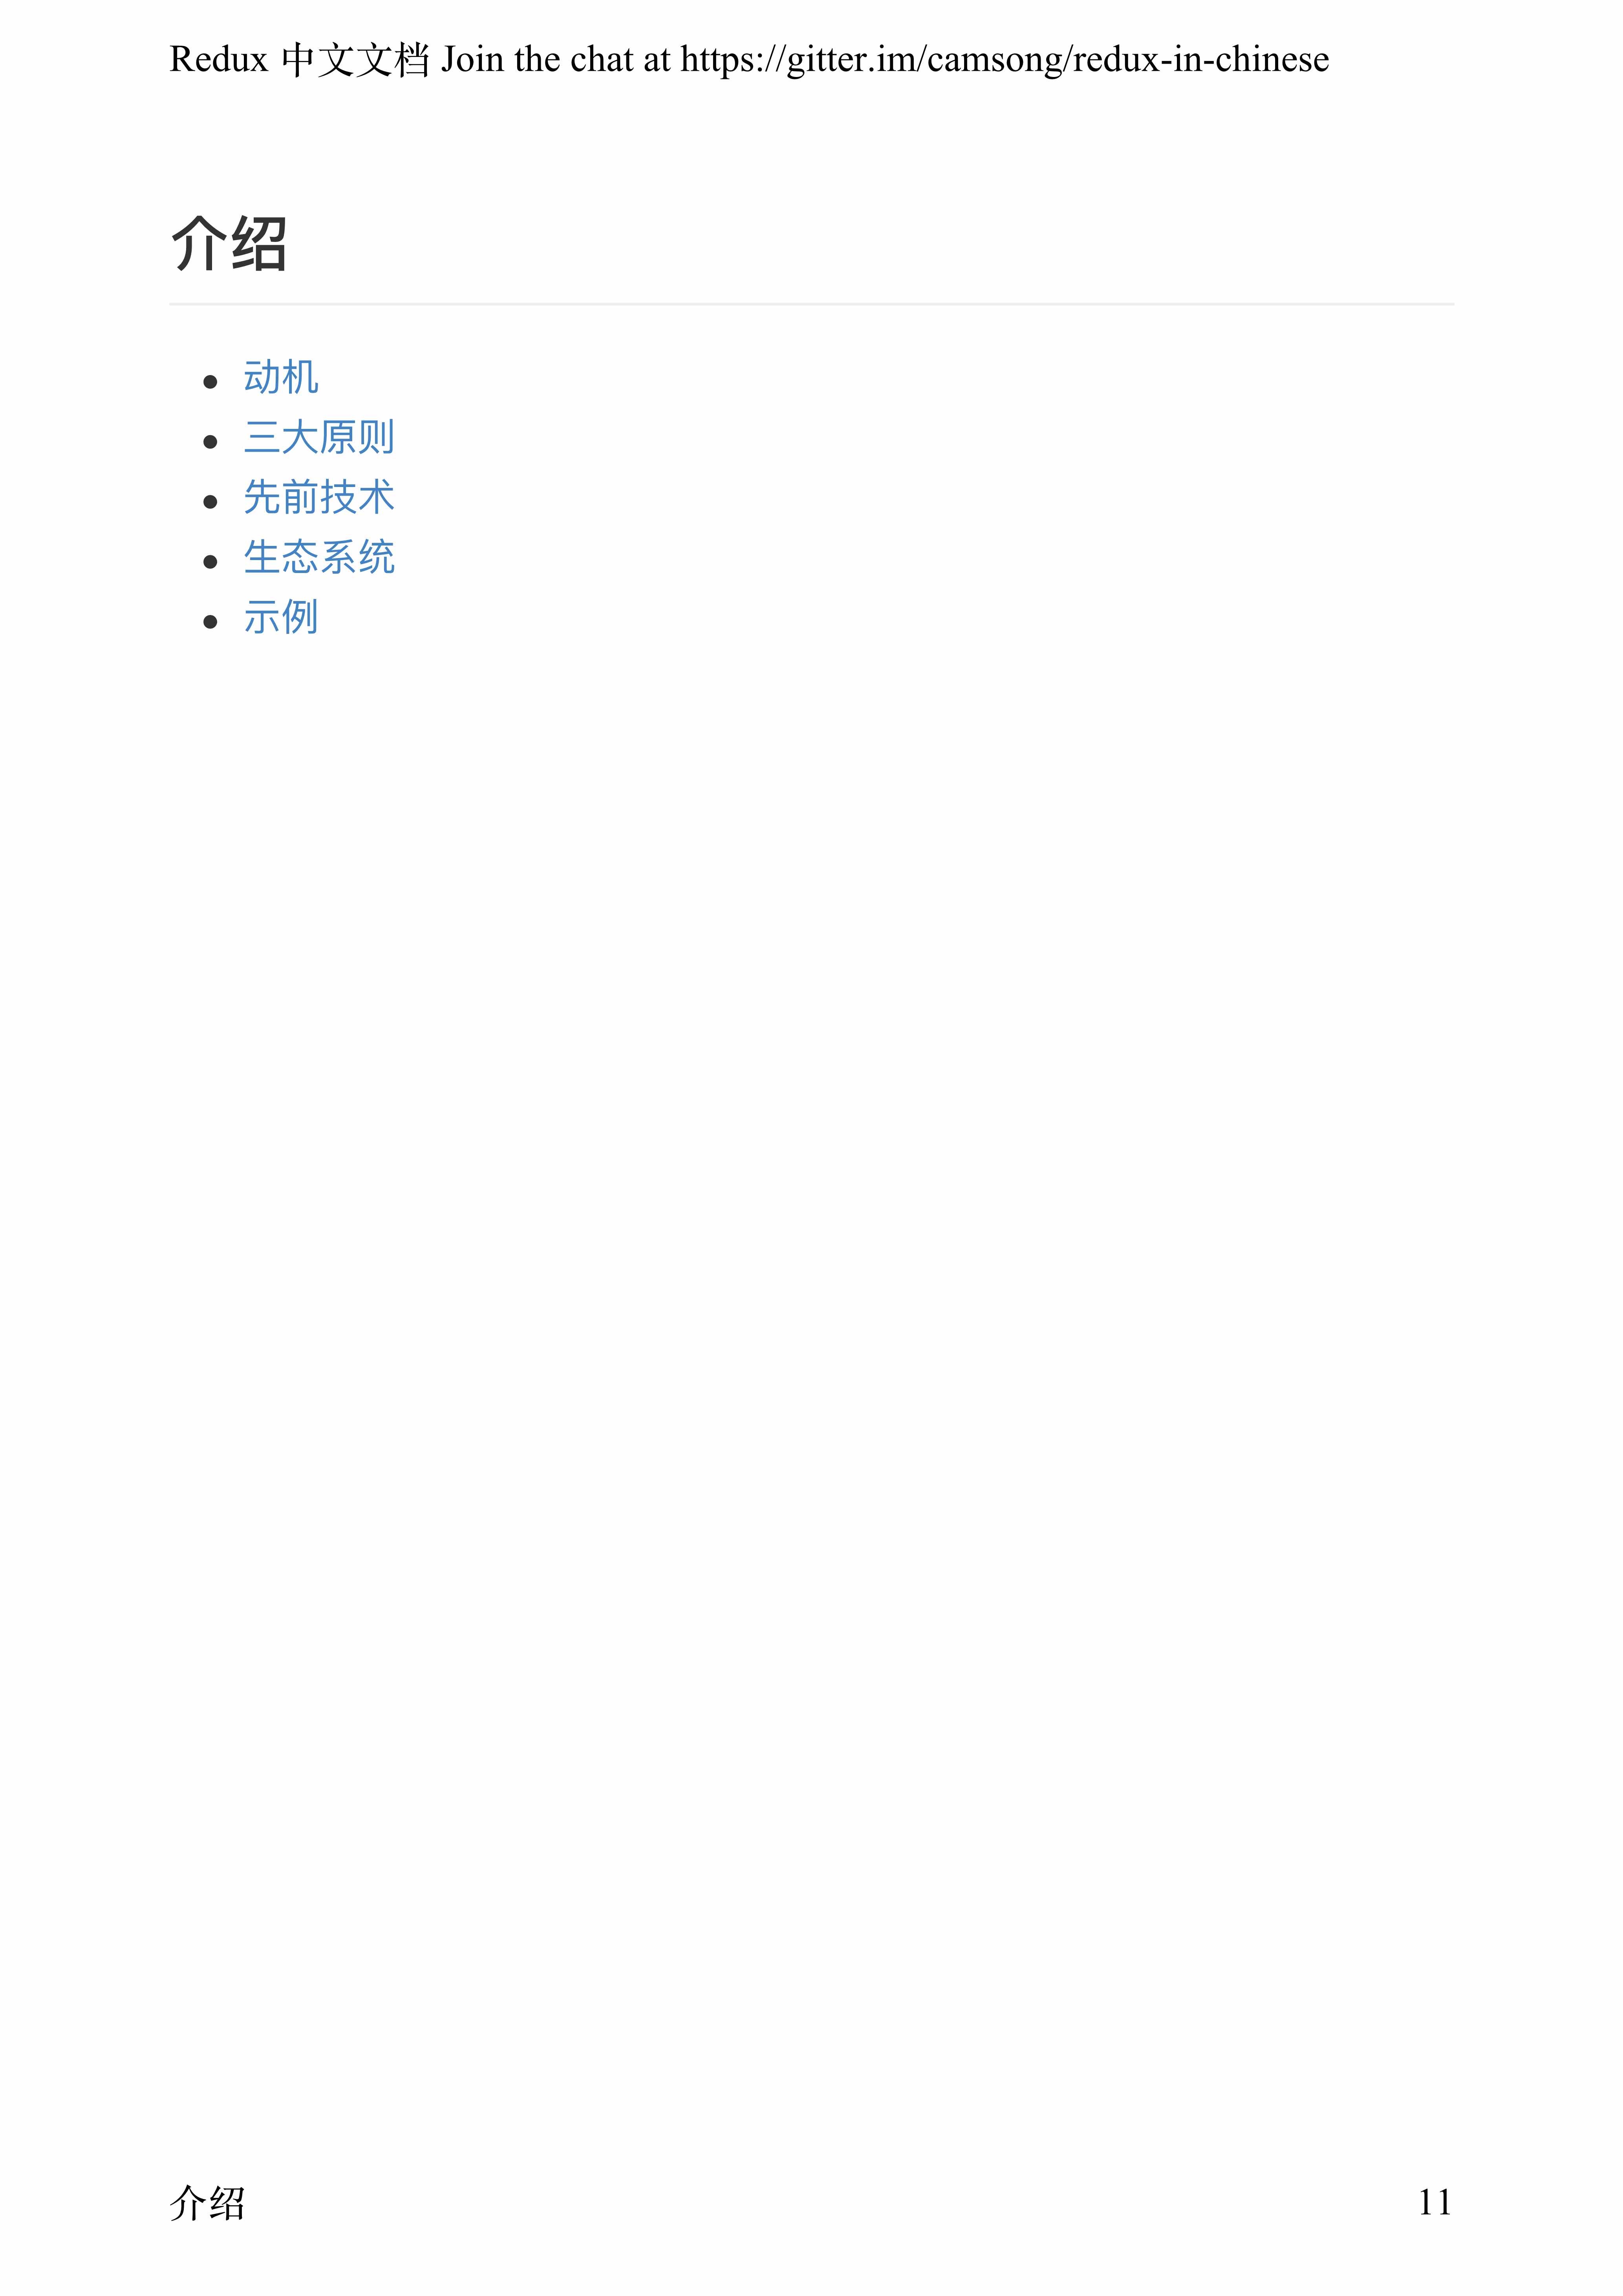 Redux 中文文档 Join the chat at https://gitter.im/camsong/redux-in-chinese
介绍
动机
三大原则
先前技术
生态系统
示例
介绍 11